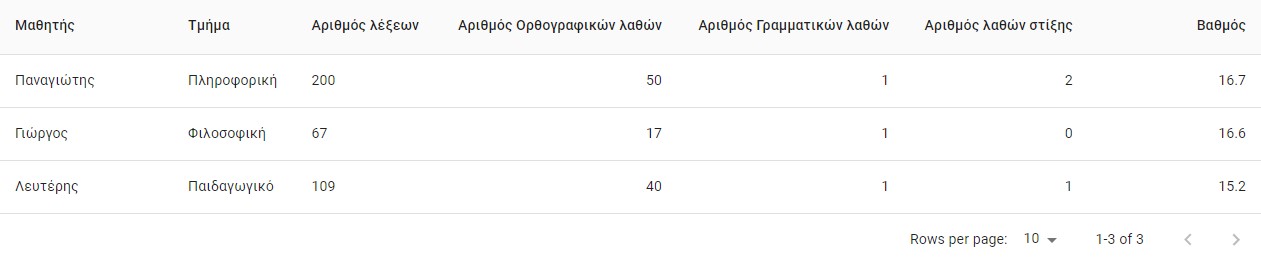 Μαθητής Τμήμα Αριθμός λέξεων Αριθμός Ορθογραφικών λαθών Αριθμός Γραμματικών λαθών Αριθμός λαθών στίξης Βαθμός
Παναγιώτης Πληροφορική 200 50 1 2 16.7
Γιώργος Φιλοσοφική 67 17 1 0 16.6
Λευτέρης Παιδαγωγικό 109 40 1 1 15.2
Rows per page: 10 1-3 of 3